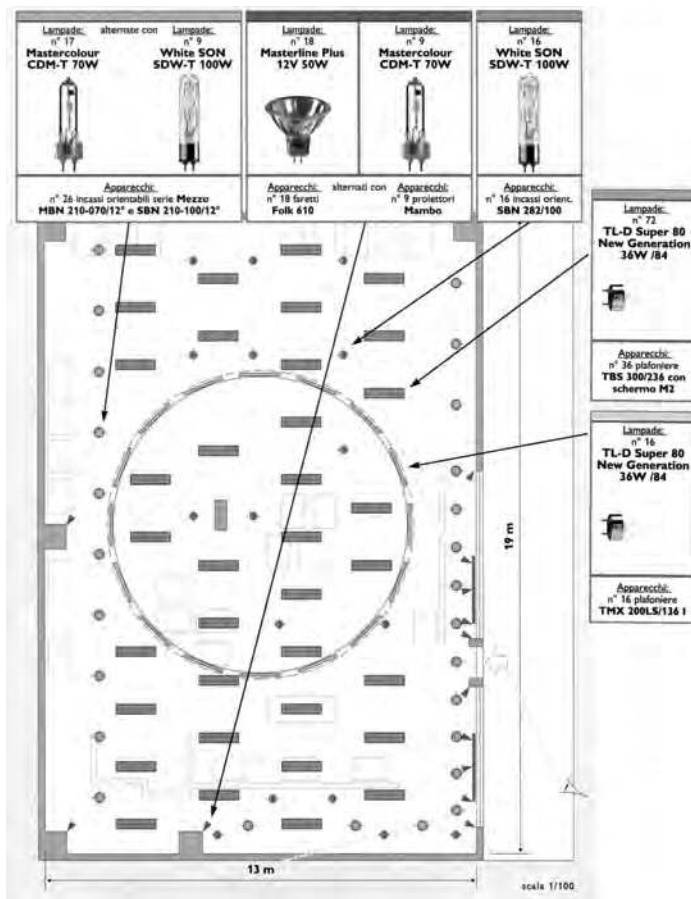 Lampade: alternate con Lampade:
n° 17 n° 9
Mastercolour White SON
CDM-T 70W SDW-T 100W
Apparecchi:
n° 26 incassi orientabili serie Mezzo
MBN 210-070/12° e SBN 210-100/12°
Lampade: Lampade:
n° 18 n° 9
Masterline Plus Mastercolour
12V 50W CDM-T 70W
Apparecchi: alternati con Apparecchi:
n° 18 faretti n° 9 proiettori
Folk 610 Mambo
Lampade:
n° 16
White SON
SDW-T 100W
Apparecchi:
n° 16 incassi orient.
SBN 282/100
Lampade:
n° 72
TL-D Super 80
New Generation
36W /84
Apparecchi:
n° 36 plafoniere
TBS 300/236 con
schermo M2
Lampade:
n° 16
TL-D Super 80
New Generation
36W /84
Apparecchi:
n° 16 plafoniere
TMX 200LS/136 I
19 m
13 m
scala 1/100